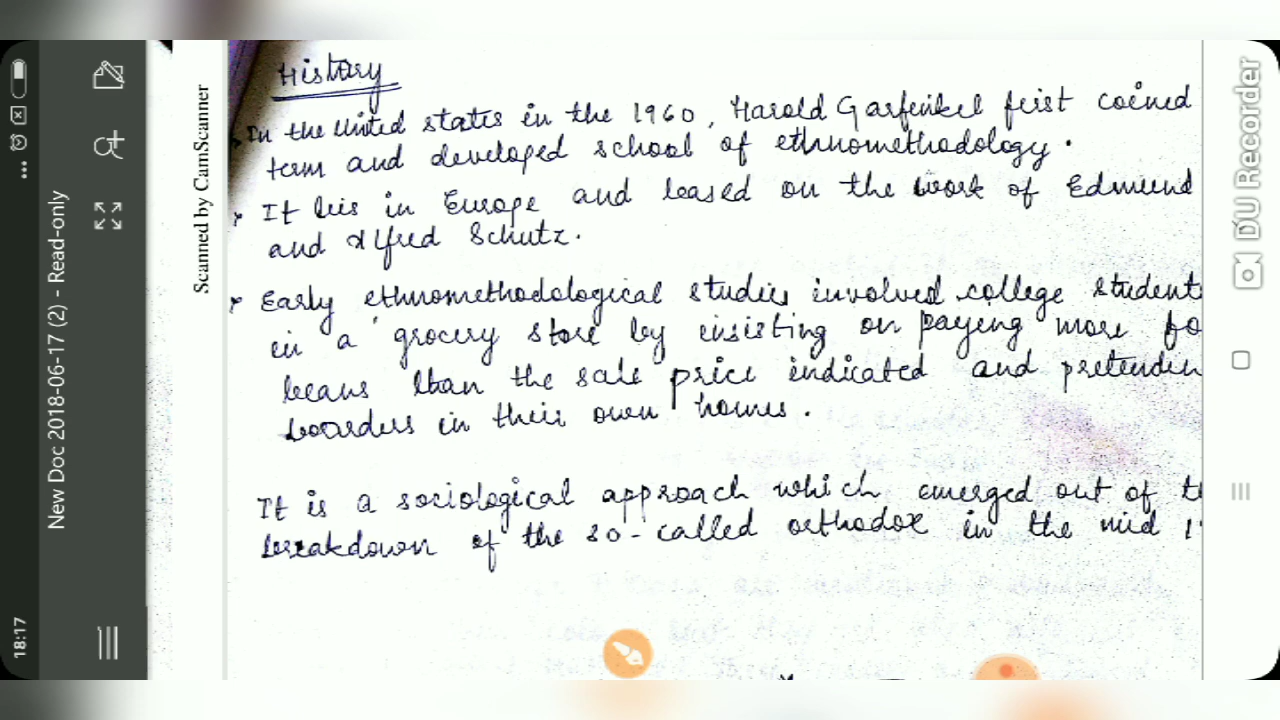 History
In the United states in the 1960, Harold Garfenkel first coined
term and developed school of ethnomethodology.
It lies in Europe and based on the work of Edmund
and Alfred Schutz.
Early ethnomethodological studies involved college student
in a grocery store by insisting on paying more fo
beans than the sale price indicated and pretendin
boarders in their own homes.
It is a sociological approach which emerged out of t
breakdown of the so-called orthodox in the mid 1
Scanned by CamScanner
New Doc 2018-06-17 (2) - Read-only
18:17
DU Recorder